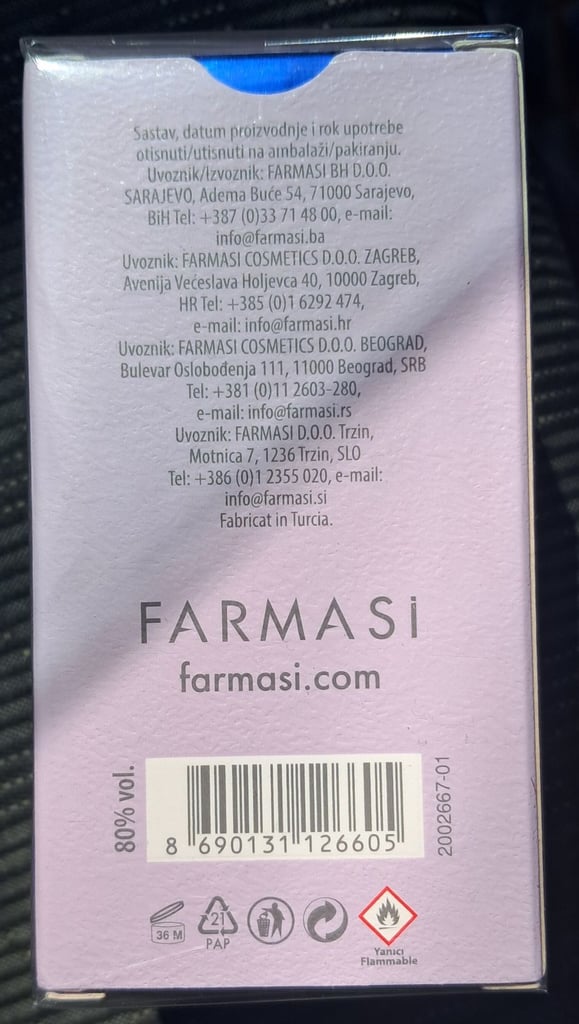 Sastav, datum proizvodnje i rok upotrebe
otisnuti/utisnuti na ambalaži/pakiranju.
Uvoznik/Izvoznik: FARMASI BH D.O.O.
SARAJEVO, Adema Buće 54, 71000 Sarajevo,
BiH Tel: +387 (0)33 71 48 00, e-mail:
info@farmasi.ba
Uvoznik: FARMASI COSMETICS D.O.O. ZAGREB,
Avenija Većeslava Holjevca 40, 10000 Zagreb,
HR Tel: +385 (0)1 6292 474,
e-mail: info@farmasi.hr
Uvoznik: FARMASI COSMETICS D.O.O. BEOGRAD,
Bulevar Oslobođenja 111, 11000 Beograd, SRB
Tel: +381 (0)11 2603-280,
e-mail: info@farmasi.rs
Uvoznik: FARMASI D.O.O. Trzin,
Motnica 7, 1236 Trzin, SLO
Tel: +386 (0)1 2355 020, e-mail:
info@farmasi.si
Fabricat in Turcia.
FARMASi
farmasi.com
80% vol.
8 690131 126605
2002667-01
36 M
21
PAP
Yanıcı
Flammable